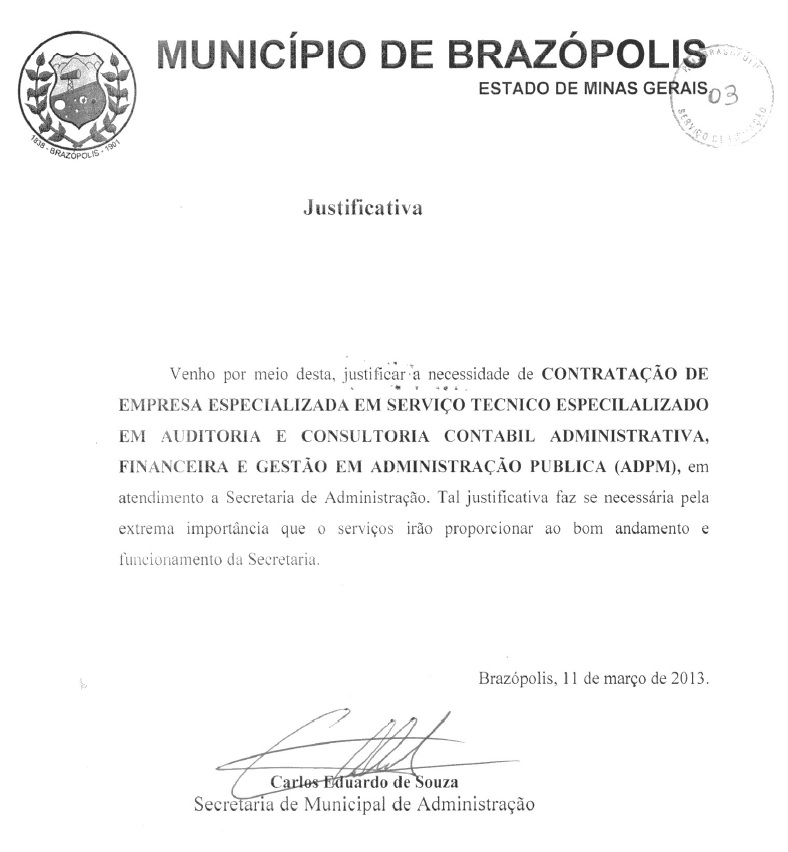 MUNICÍPIO DE BRAZÓPOLIS
ESTADO DE MINAS GERAIS
03
1838 - BRAZÓPOLIS - 1901
Justificativa
Venho por meio desta, justificar a necessidade de CONTRATAÇÃO DE
EMPRESA ESPECIALIZADA EM SERVIÇO TECNICO ESPECILALIZADO
EM AUDITORIA E CONSULTORIA CONTABIL ADMINISTRATIVA,
FINANCEIRA E GESTÃO EM ADMINISTRAÇÃO PUBLICA (ADPM), em
atendimento a Secretaria de Administração. Tal justificativa faz se necessária pela
extrema importância que o serviços irão proporcionar ao bom andamento e
funcionamento da Secretaria.
Brazópolis, 11 de março de 2013.
Carlos Eduardo de Souza
Secretaria de Municipal de Administração